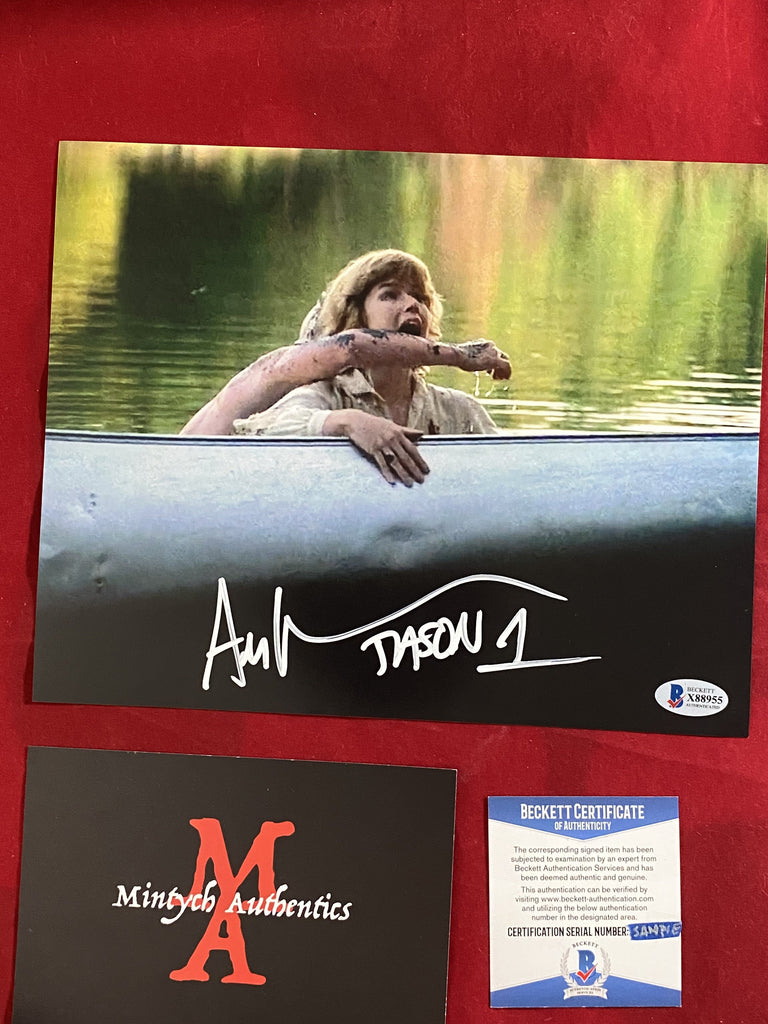 JASON 1
BECKETT
X88955
AUTHENTICATED
M
A
Mintych Authentics
BECKETT CERTIFICATE
OF AUTHENTICITY
The corresponding signed item has been
subjected to examination by an expert from
Beckett Authentication Services and has
been deemed authentic and genuine.
This authentication can be verified by
visiting www.beckett-authentication.com
and utilizing the below authentication
number in the designated area.
CERTIFICATION SERIAL NUMBER: SAMPLE
BECKETT
B